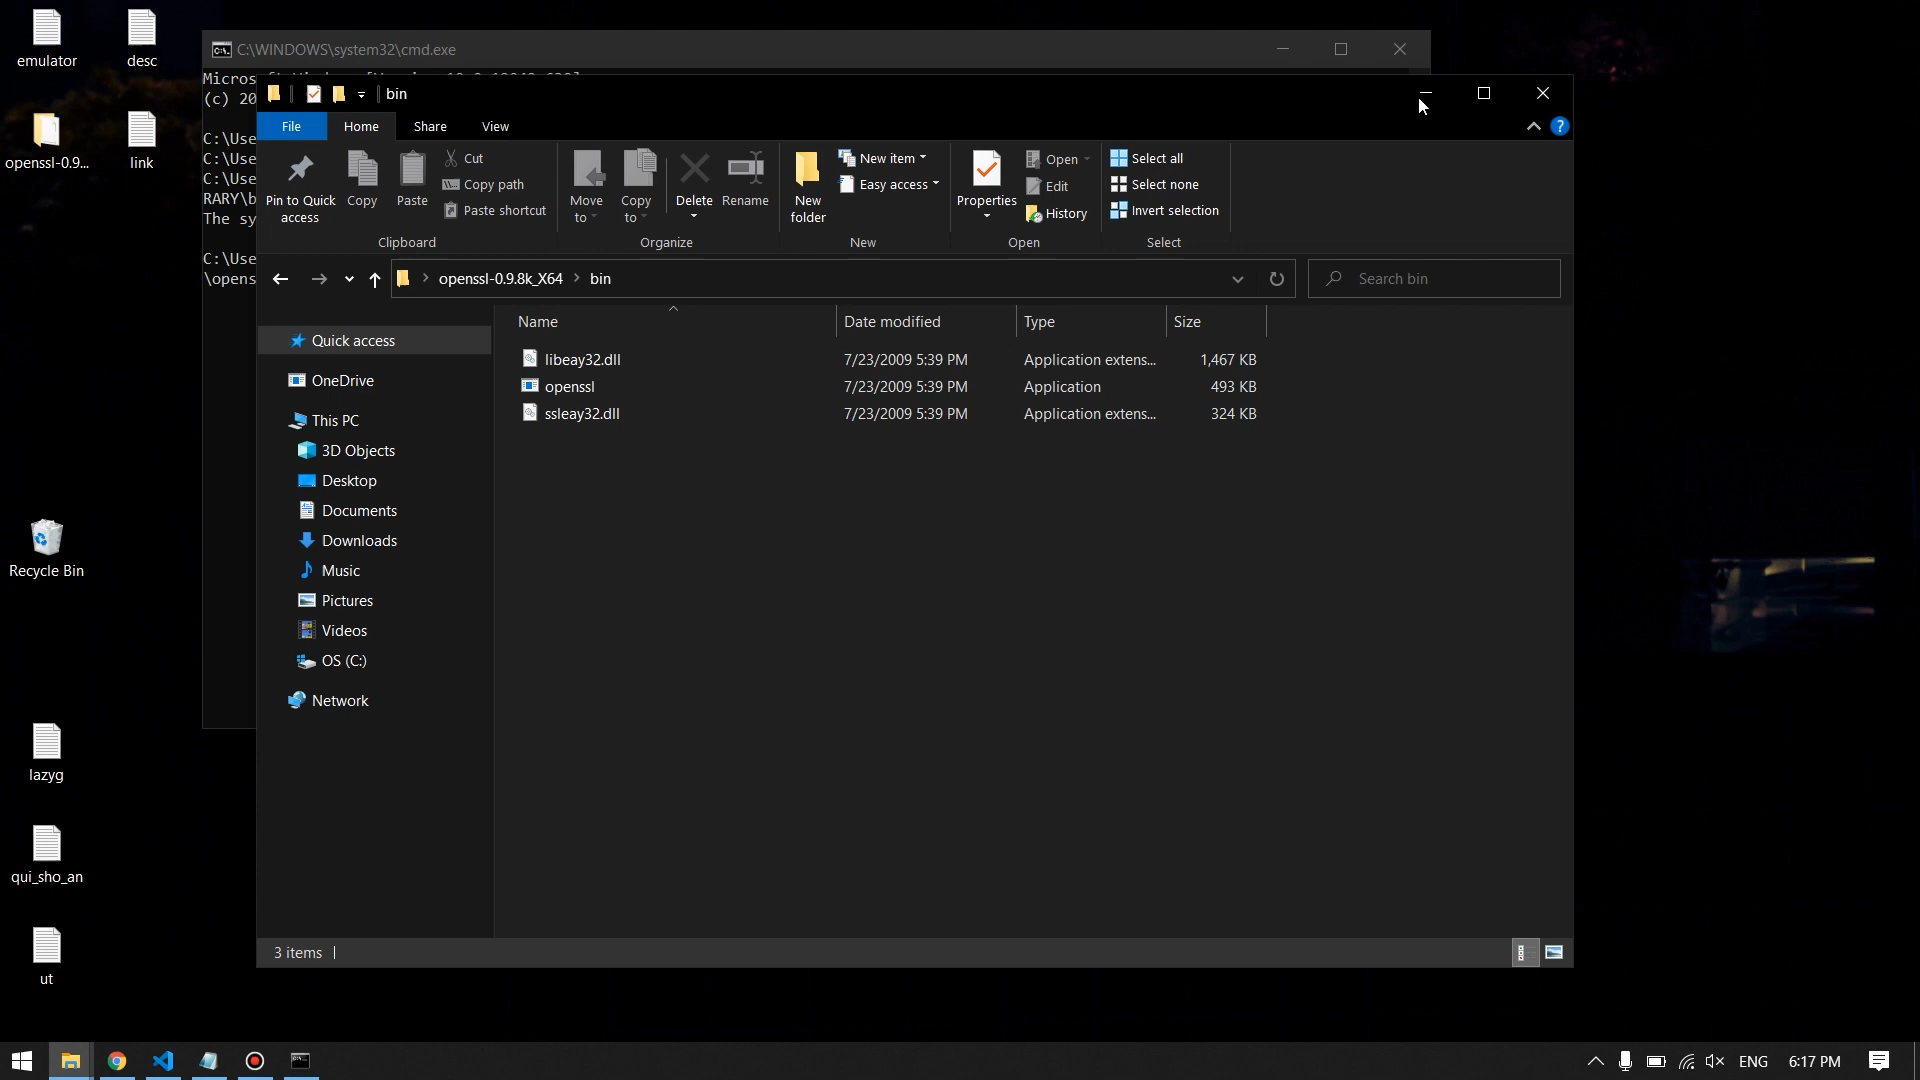 emulator
desc
openssl-0.9...
link
Recycle Bin
lazyg
qui_sho_an
ut
C:\WINDOWS\system32\cmd.exe
Micros
(c) 20
C:\Use
C:\Use
C:\Use
RARY\b
The sy
C:\Use
\opens
bin
File
Home
Share
View
Pin to Quick access
Copy
Paste
Cut
Copy path
Paste shortcut
Clipboard
Move to
Copy to
Delete
Rename
Organize
New folder
New item
Easy access
New
Properties
Open
Edit
History
Open
Select all
Select none
Invert selection
Select
openssl-0.9.8k_X64 > bin
Search bin
Quick access
OneDrive
This PC
3D Objects
Desktop
Documents
Downloads
Music
Pictures
Videos
OS (C:)
Network
Name Date modified Type Size
libeay32.dll 7/23/2009 5:39 PM Application extens... 1,467 KB
openssl 7/23/2009 5:39 PM Application 493 KB
ssleay32.dll 7/23/2009 5:39 PM Application extens... 324 KB
3 items
ENG
6:17 PM